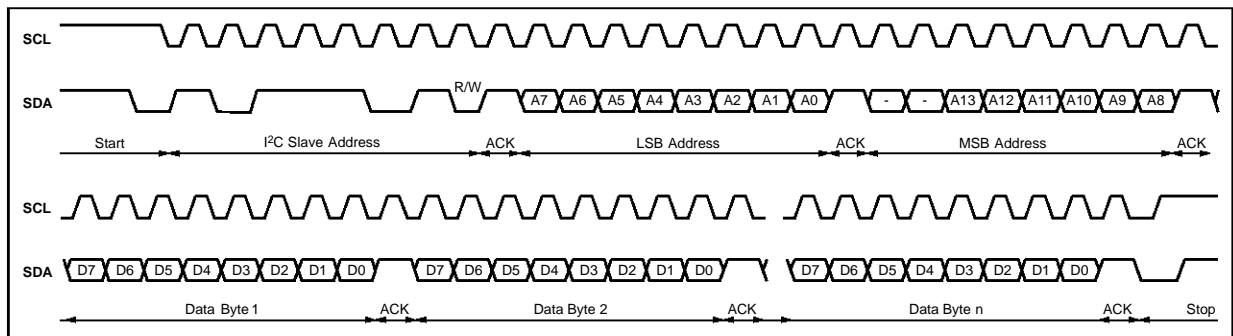 SCL
SDA R/W A7 A6 A5 A4 A3 A2 A1 A0 - - A13 A12 A11 A10 A9 A8
Start I²C Slave Address ACK LSB Address ACK MSB Address ACK
SCL
SDA D7 D6 D5 D4 D3 D2 D1 D0 D7 D6 D5 D4 D3 D2 D1 D0 D7 D6 D5 D4 D3 D2 D1 D0
Data Byte 1 ACK Data Byte 2 ACK Data Byte n ACK Stop